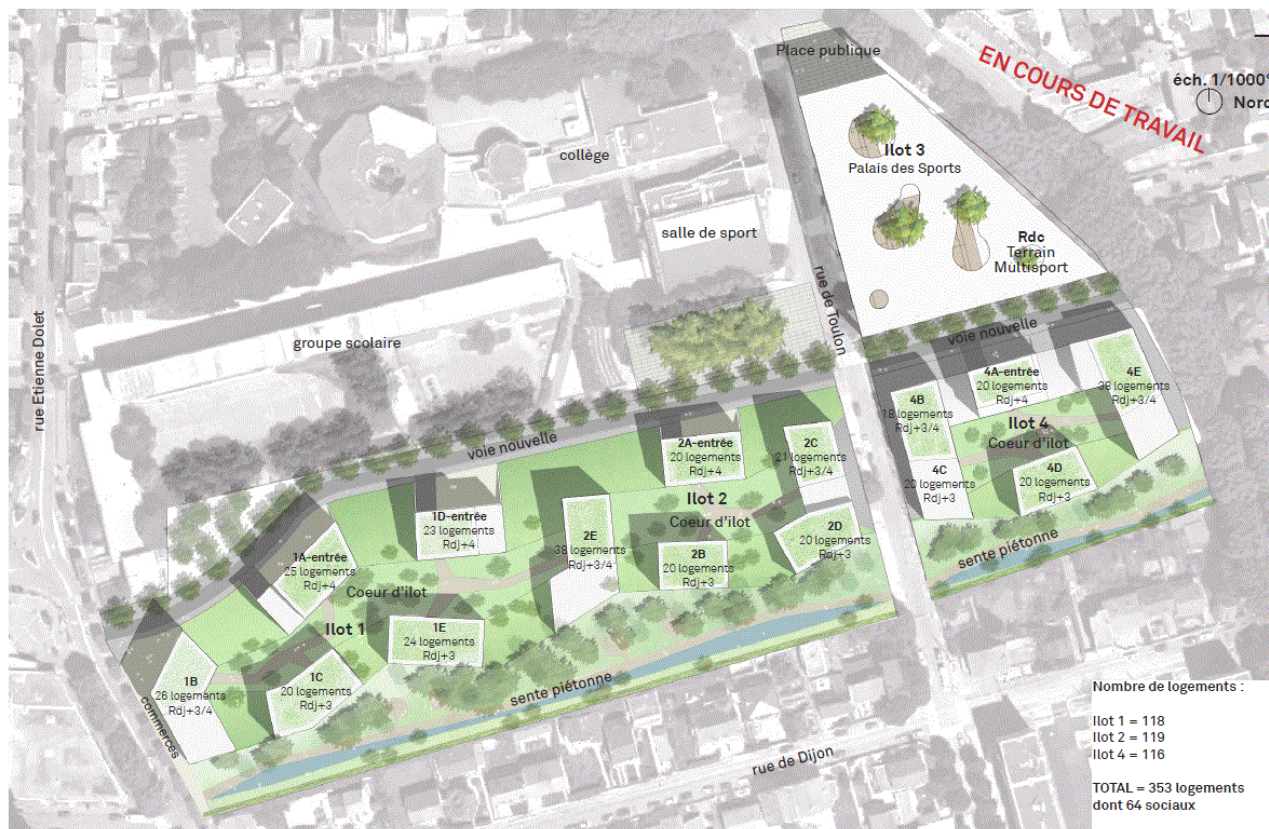 Place publique
EN COURS DE TRAVAIL
éch. 1/1000°
Nord
collège
Ilot 3
Palais des Sports
salle de sport
Rdc
Terrain
Multisport
rue de Toulon
rue Etienne Dolet
groupe scolaire
voie nouvelle
voie nouvelle
4A-entrée
20 logements
Rdj+4
4E
38 logements
Rdj+3/4
4B
18 logements
Rdj+3/4
Ilot 4
Coeur d'ilot
4C
20 logements
Rdj+3
4D
20 logements
Rdj+3
2A-entrée
20 logements
Rdj+4
2C
21 logements
Rdj+3/4
Ilot 2
Coeur d'ilot
1D-entrée
23 logements
Rdj+4
2E
38 logements
Rdj+3/4
2B
20 logements
Rdj+3
2D
20 logements
Rdj+3
1A-entrée
25 logements
Rdj+4
Coeur d'ilot
Ilot 1
1E
24 logements
Rdj+3
1B
26 logements
Rdj+3/4
1C
20 logements
Rdj+3
commerces
sente piétonne
sente piétonne
rue de Dijon
Nombre de logements :
Ilot 1 = 118
Ilot 2 = 119
Ilot 4 = 116
TOTAL = 353 logements
dont 64 sociaux